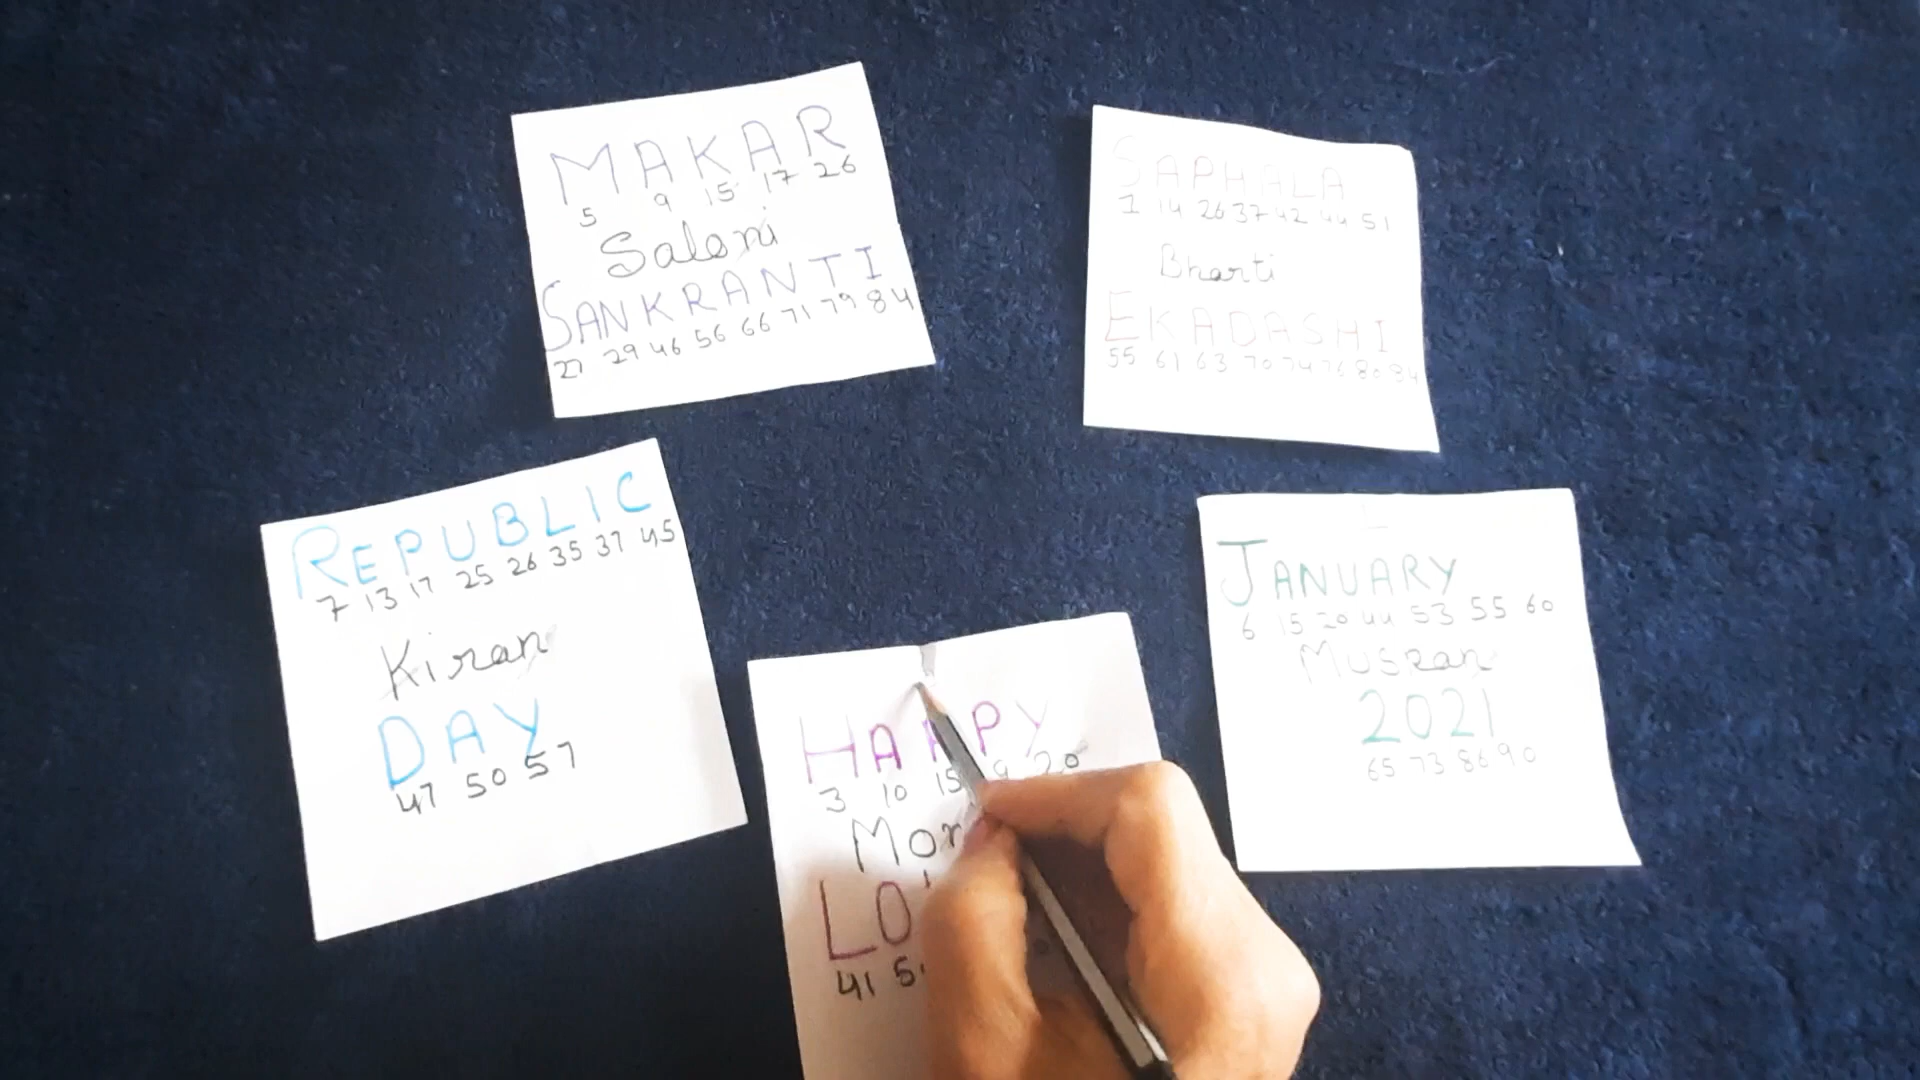 MAKAR
5 9 15 17 26
Saloni
SANKRANTI
27 29 46 56 66 71 79 84
SAPHALA
1 14 26 37 42 44 51
Bharti
EKADASHI
55 61 63 70 74 76 80 84
REPUBLIC
7 13 17 25 26 35 37 45
Kiran
DAY
47 50 57
HAPPY
3 10 15 20
LO
41
JANUARY
6 15 20 44 53 55 60
Muskan
2021
65 73 86 90